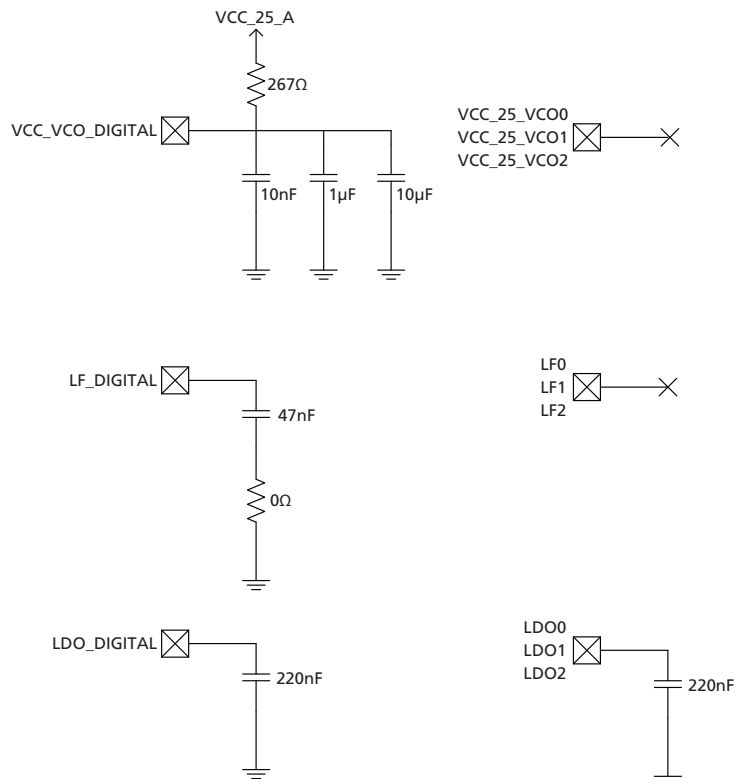 VCC_25_A
267Ω
VCC_VCO_DIGITAL
10nF
1µF
10µF
VCC_25_VCO0
VCC_25_VCO1
VCC_25_VCO2
LF_DIGITAL
47nF
0Ω
LF0
LF1
LF2
LDO_DIGITAL
220nF
LDO0
LDO1
LDO2
220nF